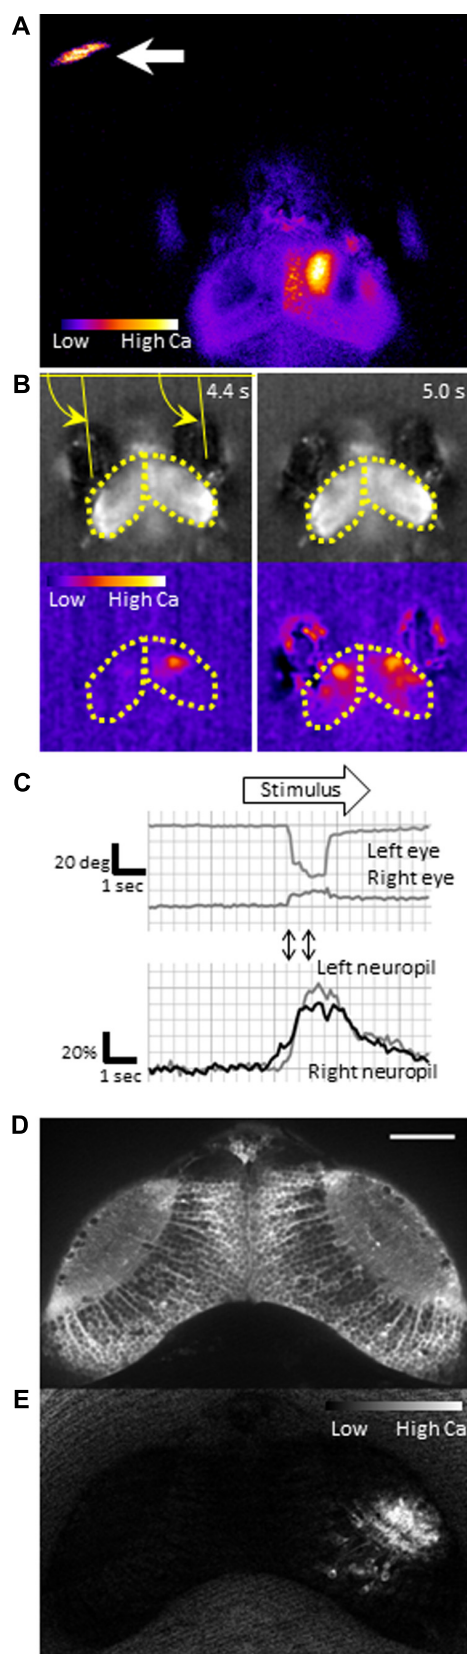 A
Low High Ca
B
4.4 s 5.0 s
Low High Ca
C
Stimulus
20 deg
1 sec
Left eye
Right eye
Left neuropil
20%
1 sec
Right neuropil
D
E
Low High Ca